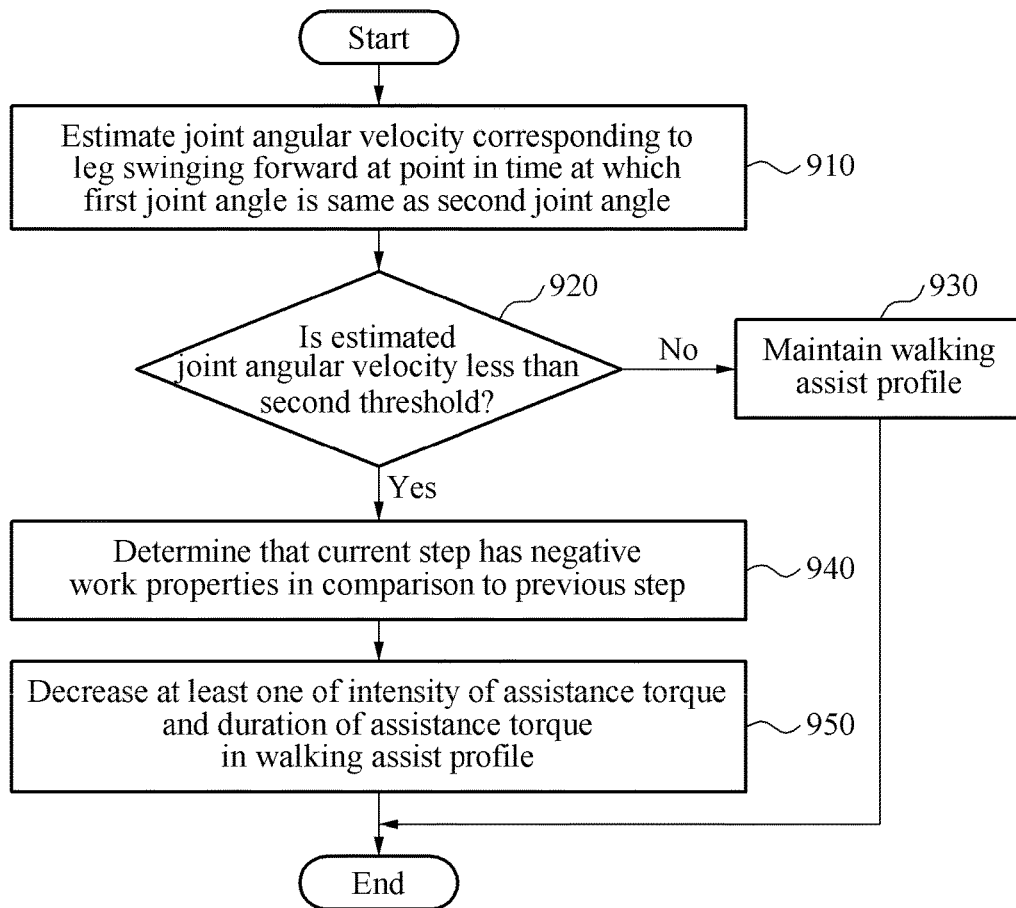 Start
Estimate joint angular velocity corresponding to
leg swinging forward at point in time at which
first joint angle is same as second joint angle
910
920
Is estimated
joint angular velocity less than
second threshold?
No
930
Maintain walking
assist profile
Yes
Determine that current step has negative
work properties in comparison to previous step
940
Decrease at least one of intensity of assistance torque
and duration of assistance torque
in walking assist profile
950
End